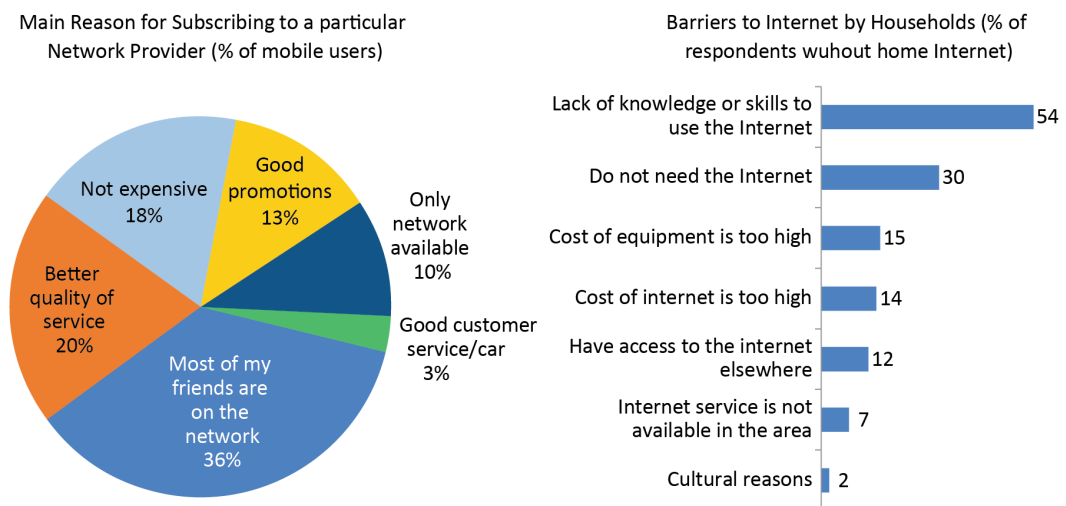 Main Reason for Subscribing to a particular
Network Provider (% of mobile users)
Not expensive
18%
Good
promotions
13%
Only
network
available
10%
Better
quality of
service
20%
Good customer
service/car
3%
Most of my
friends are
on the
network
36%
Barriers to Internet by Households (% of
respondents wuhout home Internet)
Lack of knowledge or skills to
use the Internet
54
Do not need the Internet
30
Cost of equipment is too high
15
Cost of internet is too high
14
Have access to the internet
elsewhere
12
Internet service is not
available in the area
7
Cultural reasons
2